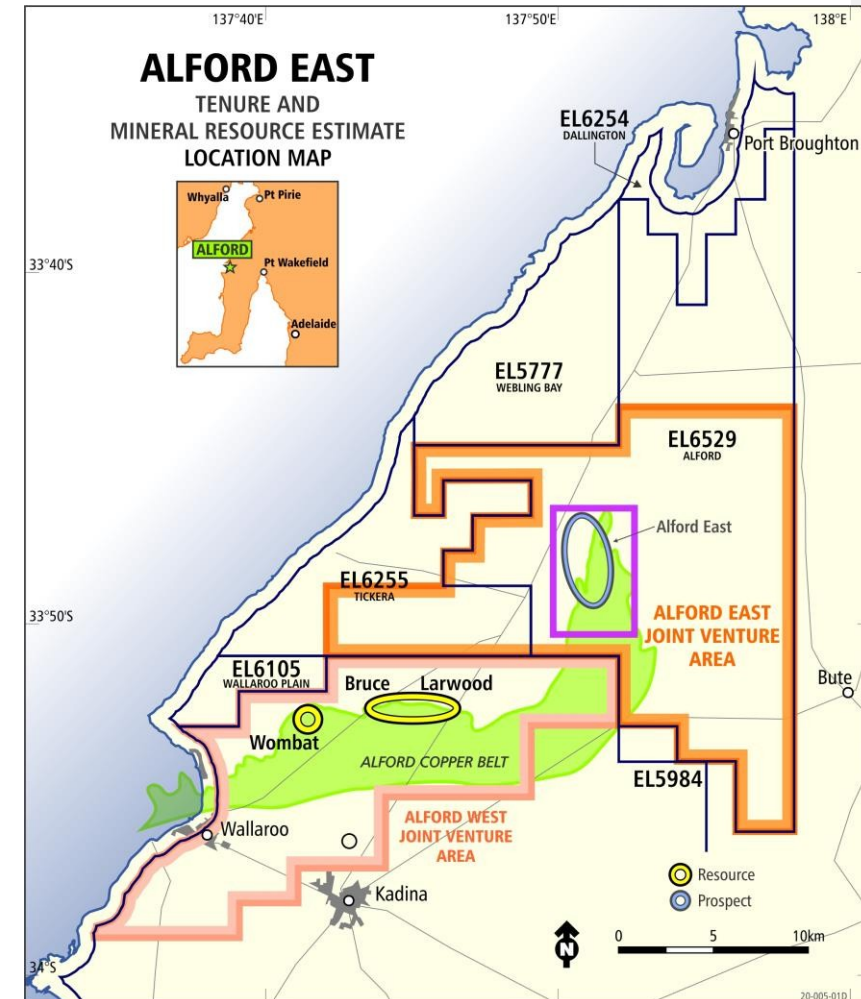 137°40'E
137°50'E
138°E
ALFORD EAST
TENURE AND
MINERAL RESOURCE ESTIMATE
LOCATION MAP
Whyalla
Pt Pirie
ALFORD
Pt Wakefield
Adelaide
EL6254
DALLINGTON
Port Broughton
33°40'S
EL5777
WEBLING BAY
EL6529
ALFORD
Alford East
EL6255
TICKERA
33°50'S
ALFORD EAST
JOINT VENTURE
AREA
EL6105
WALLAROO PLAIN
Bruce
Larwood
Bute
Wombat
ALFORD COPPER BELT
EL5984
ALFORD WEST
JOINT VENTURE
AREA
Wallaroo
Resource
Kadina
Prospect
N
0
5
10km
34°S
20-005-01D